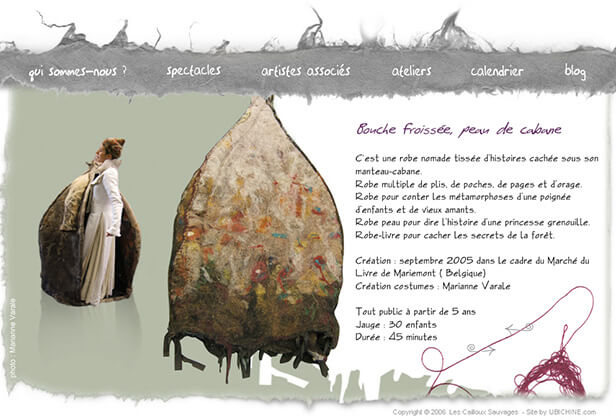 qui sommes-nous ? spectacles artistes associés ateliers calendrier blog
Bouche froissée, peau de cabane
C'est une robe nomade tissée d'histoires cachée sous son
manteau-cabane.
Robe multiple de plis, de poches, de pages et d'orage.
Robe pour conter les métamorphoses d'une poignée
d'enfants et de vieux amants.
Robe peau pour dire l'histoire d'une princesse grenouille.
Robe-livre pour cacher les secrets de la forêt.
Création : septembre 2005 dans le cadre du Marché du
Livre de Mariemont ( Belgique)
Création costumes : Marianne Varale
Tout public à partir de 5 ans
Jauge : 30 enfants
Durée : 45 minutes
photo : Marianne Varale
Copyright © 2006 Les Cailloux Sauvages - Site by UBICHINE.com